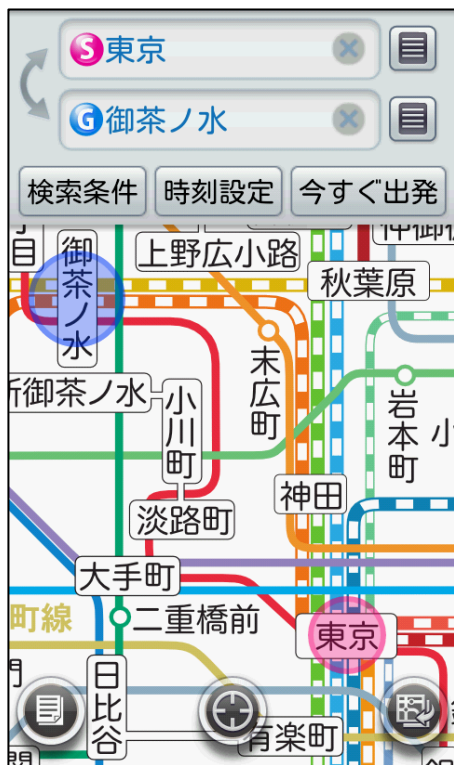 S 東京
G 御茶ノ水
検索条件 時刻設定 今すぐ出発
目
御茶ノ水
上野広小路
秋葉原
末広町
新御茶ノ水
小川町
岩本町
小
神田
淡路町
大手町
町線
二重橋前
東京
日比谷
有楽町